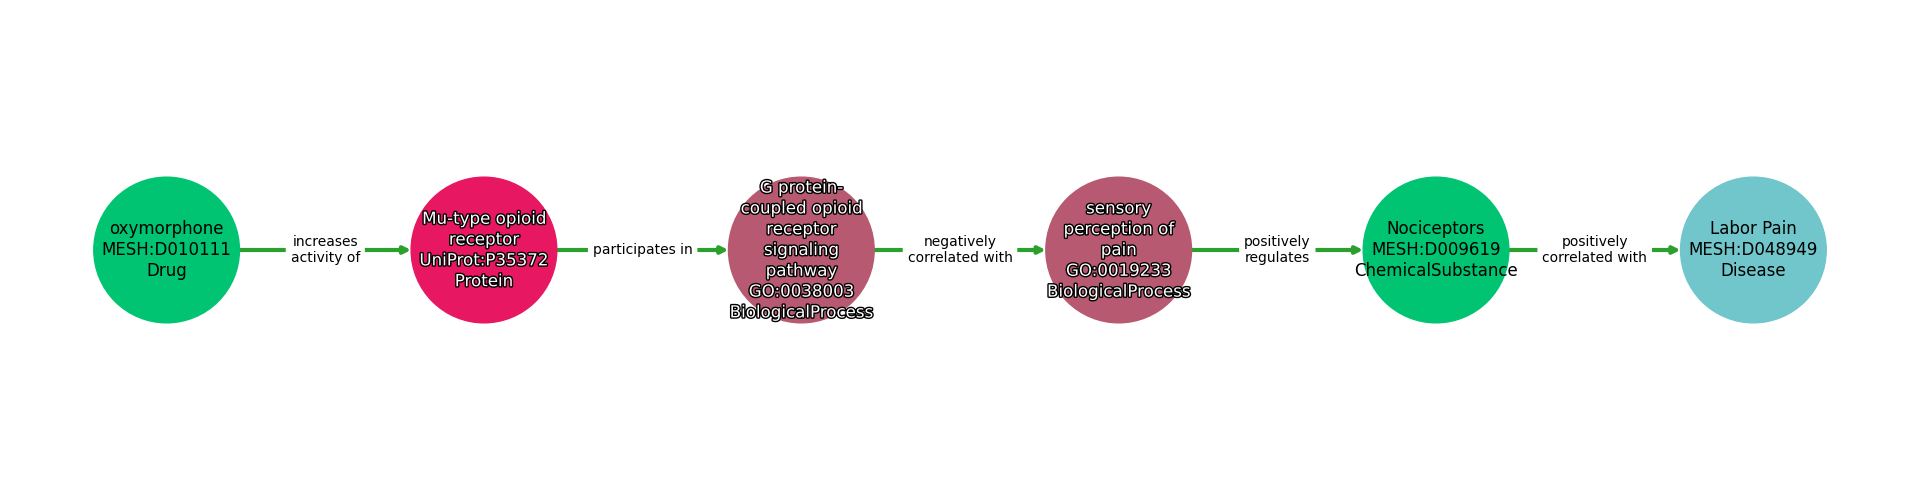 oxymorphone
MESH:D010111
Drug
increases
activity of
Mu-type opioid
receptor
UniProt:P35372
Protein
participates in
G protein-
coupled opioid
receptor
signaling
pathway
GO:0038003
BiologicalProcess
negatively
correlated with
sensory
perception of
pain
GO:0019233
BiologicalProcess
positively
regulates
Nociceptors
MESH:D009619
ChemicalSubstance
positively
correlated with
Labor Pain
MESH:D048949
Disease